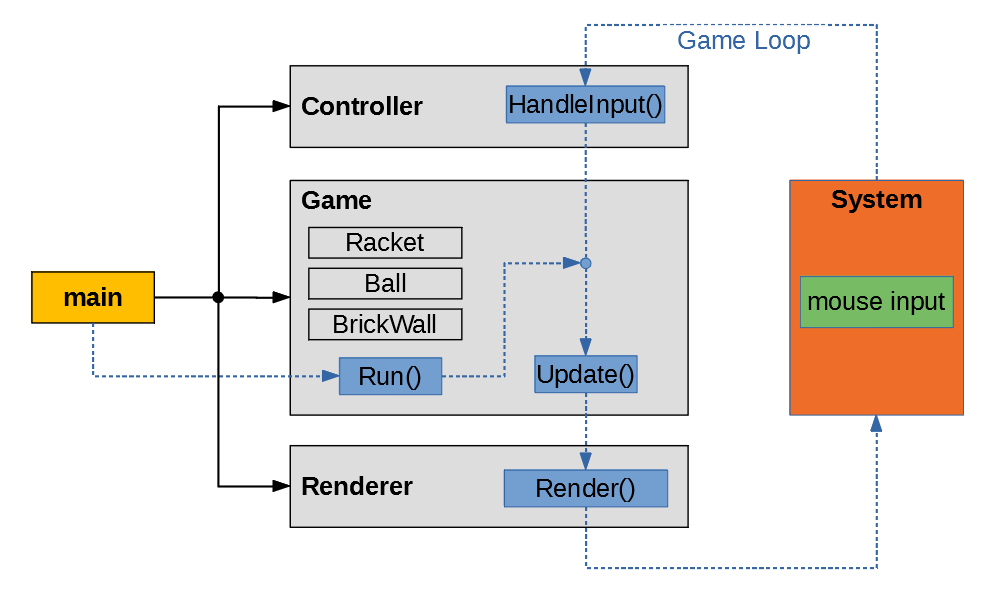 Game Loop
Controller
HandleInput()
Game
Racket
Ball
BrickWall
Run()
Update()
main
Renderer
Render()
System
mouse input